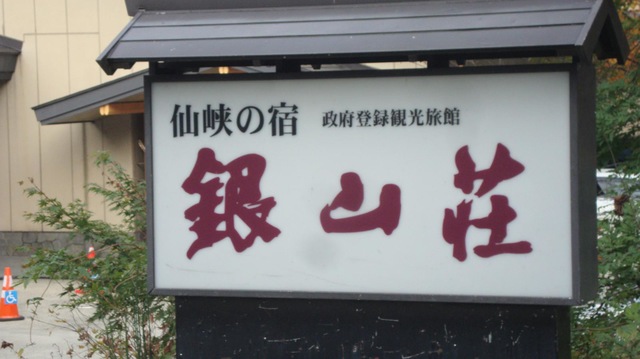 仙峡の宿 政府登録観光旅館
銀山荘